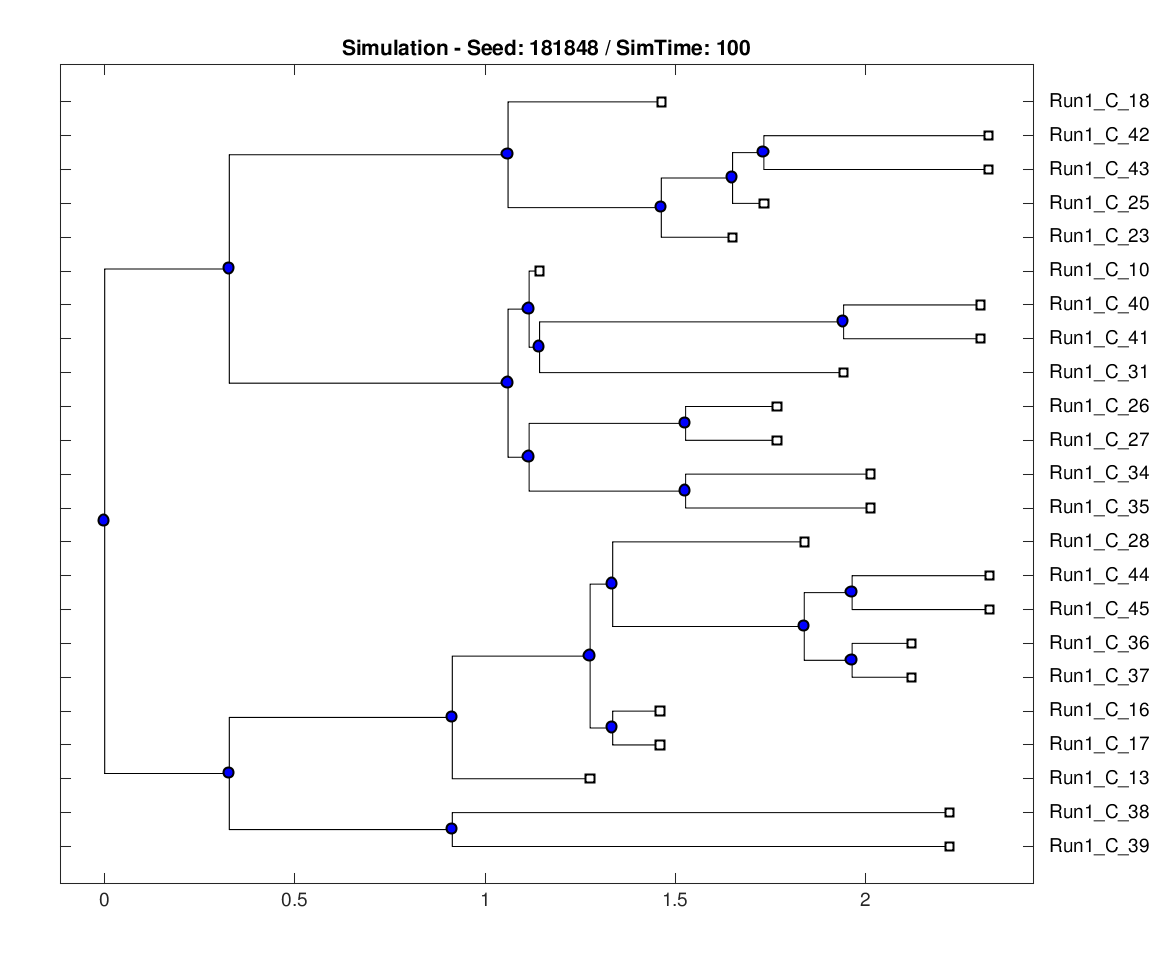 Simulation - Seed: 181848 / SimTime: 100
Run1_C_18
Run1_C_42
Run1_C_43
Run1_C_25
Run1_C_23
Run1_C_10
Run1_C_40
Run1_C_41
Run1_C_31
Run1_C_26
Run1_C_27
Run1_C_34
Run1_C_35
Run1_C_28
Run1_C_44
Run1_C_45
Run1_C_36
Run1_C_37
Run1_C_16
Run1_C_17
Run1_C_13
Run1_C_38
Run1_C_39
0 0.5 1 1.5 2